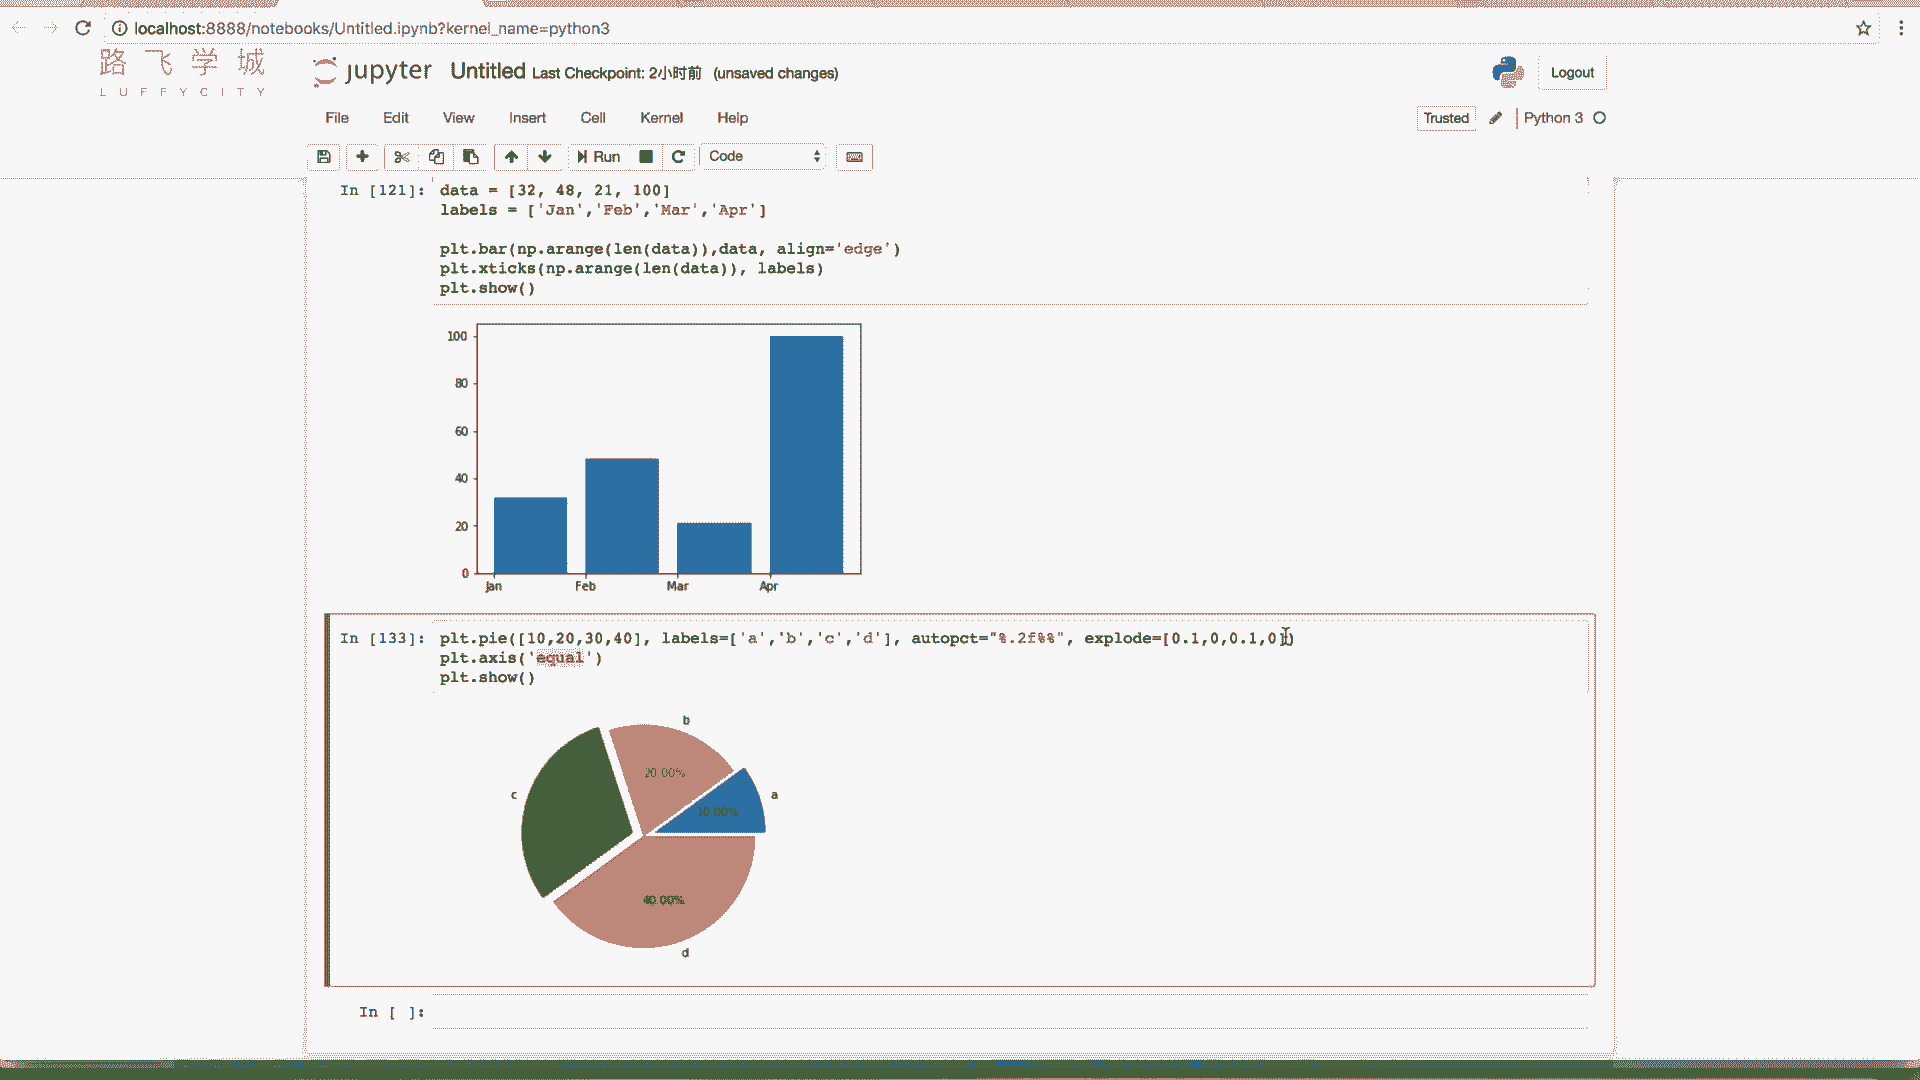 localhost:8888/notebooks/Untitled.ipynb?kernel_name=python3
路飞学城
LUFFYCITY
jupyter Untitled Last Checkpoint: 2小时前 (unsaved changes)
Logout
File Edit View Insert Cell Kernel Help
Trusted Python 3
Run Code
In [121]: data = [32, 48, 21, 100]
labels = ['Jan','Feb','Mar','Apr']
plt.bar(np.arange(len(data)),data, align='edge')
plt.xticks(np.arange(len(data)), labels)
plt.show()
100
80
60
40
20
0
Jan Feb Mar Apr
In [133]: plt.pie([10,20,30,40], labels=['a','b','c','d'], autopct="%.2f%%", explode=[0.1,0,0.1,0])
plt.axis('equal')
plt.show()
b
20.00%
c
a
10.00%
40.00%
d
In [ ]: